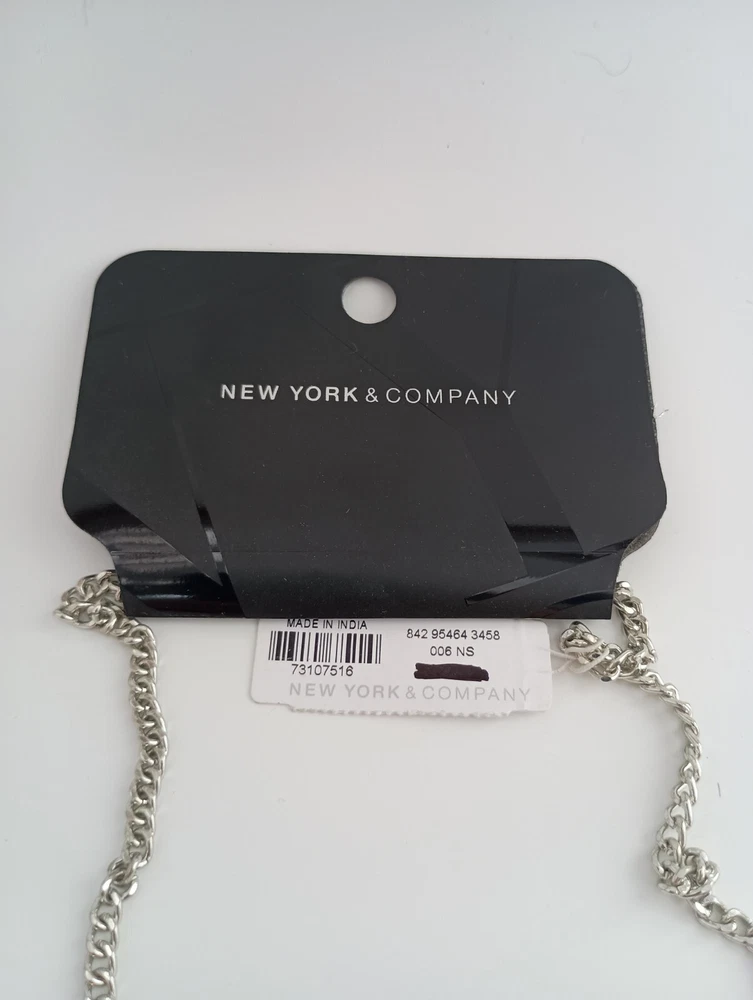 NEW YORK & COMPANY
MADE IN INDIA
842 95464 3458
006 NS
73107516
NEW YORK & COMPANY